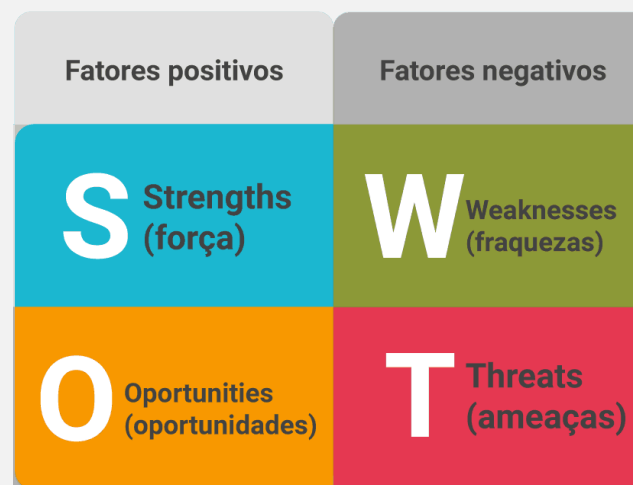 Fatores positivos
Fatores negativos
S
Strengths
(força)
W
Weaknesses
(fraquezas)
O
Oportunities
(oportunidades)
T
Threats
(ameaças)